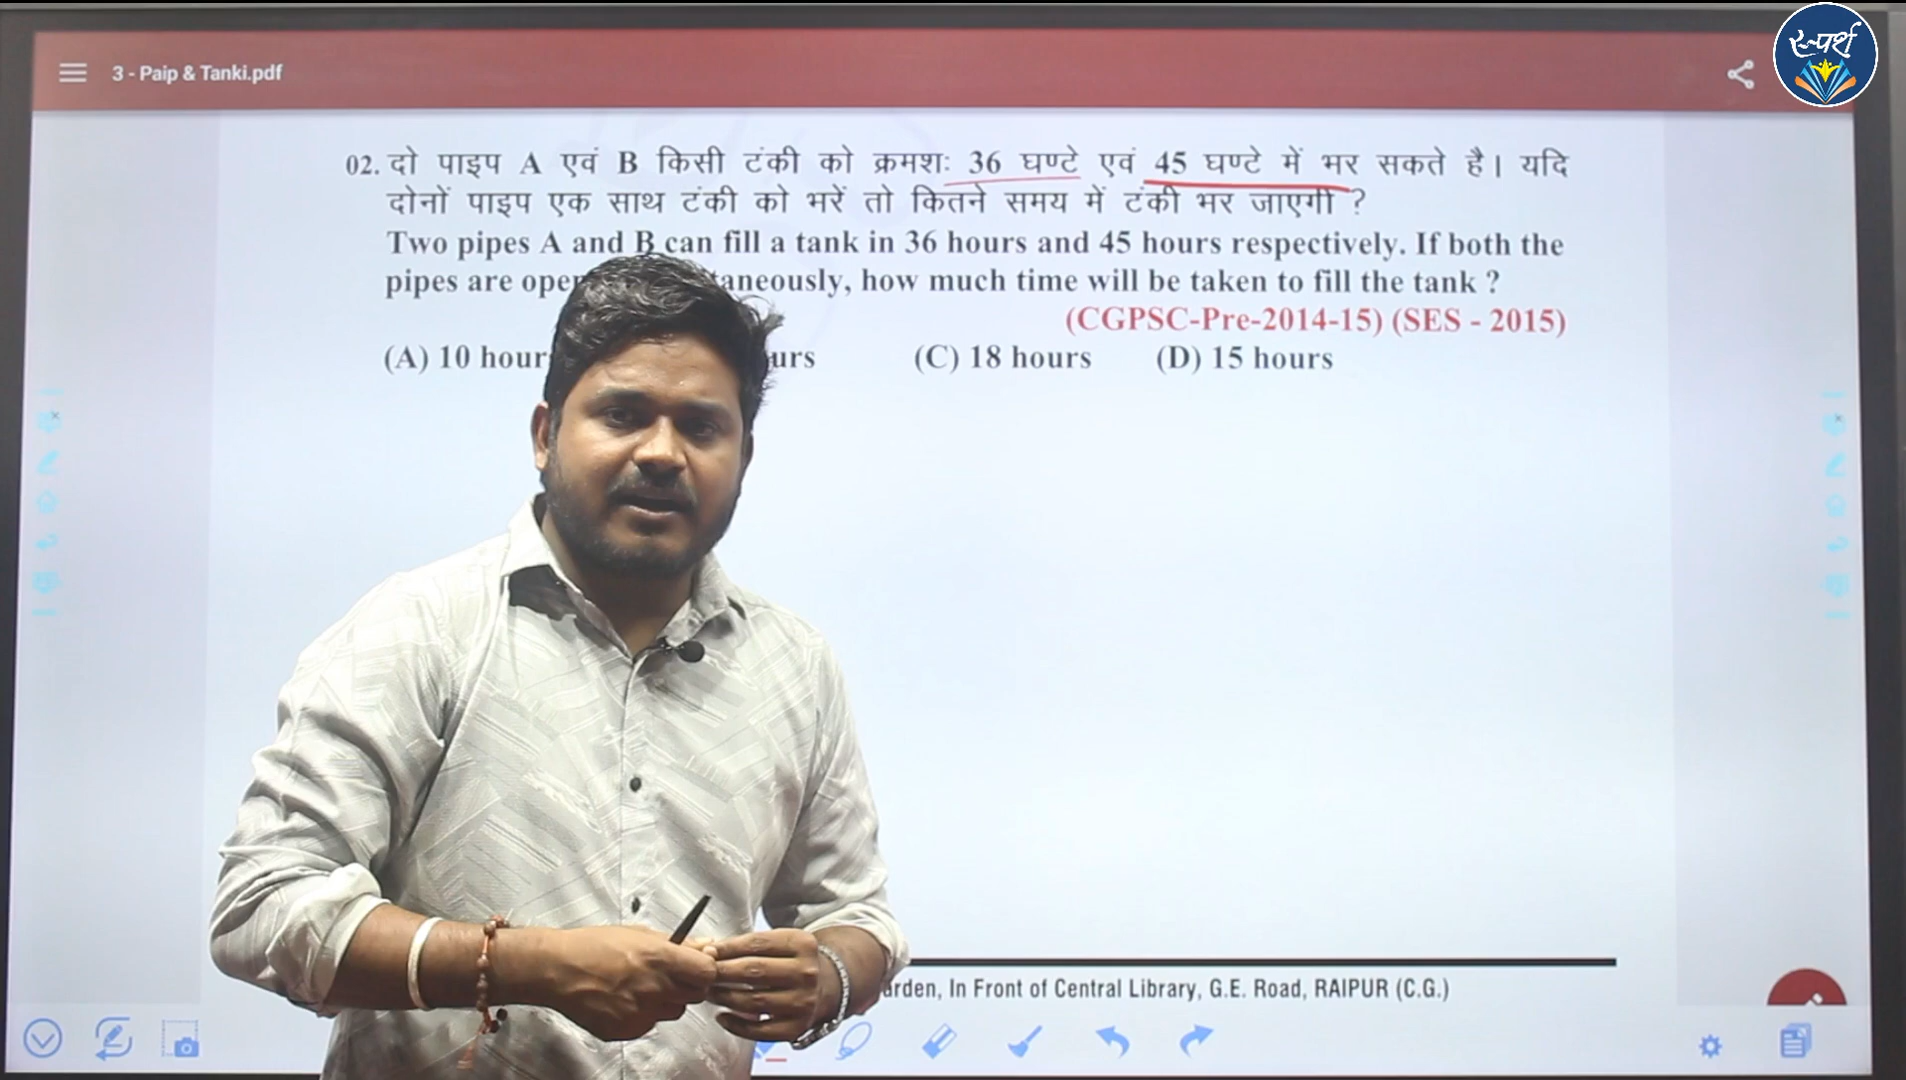 स्पर्श
3 - Paip & Tanki.pdf
02. दो पाइप A एवं B किसी टंकी को क्रमशः 36 घण्टे एवं 45 घण्टे में भर सकते है। यदि
दोनों पाइप एक साथ टंकी को भरें तो कितने समय में टंकी भर जाएगी ?
Two pipes A and B can fill a tank in 36 hours and 45 hours respectively. If both the
pipes are taneously, how much time will be taken to fill the tank ?
(CGPSC-Pre-2014-15) (SES - 2015)
(A) 10 hour urs (C) 18 hours (D) 15 hours
arden, In Front of Central Library, G.E. Road, RAIPUR (C.G.)